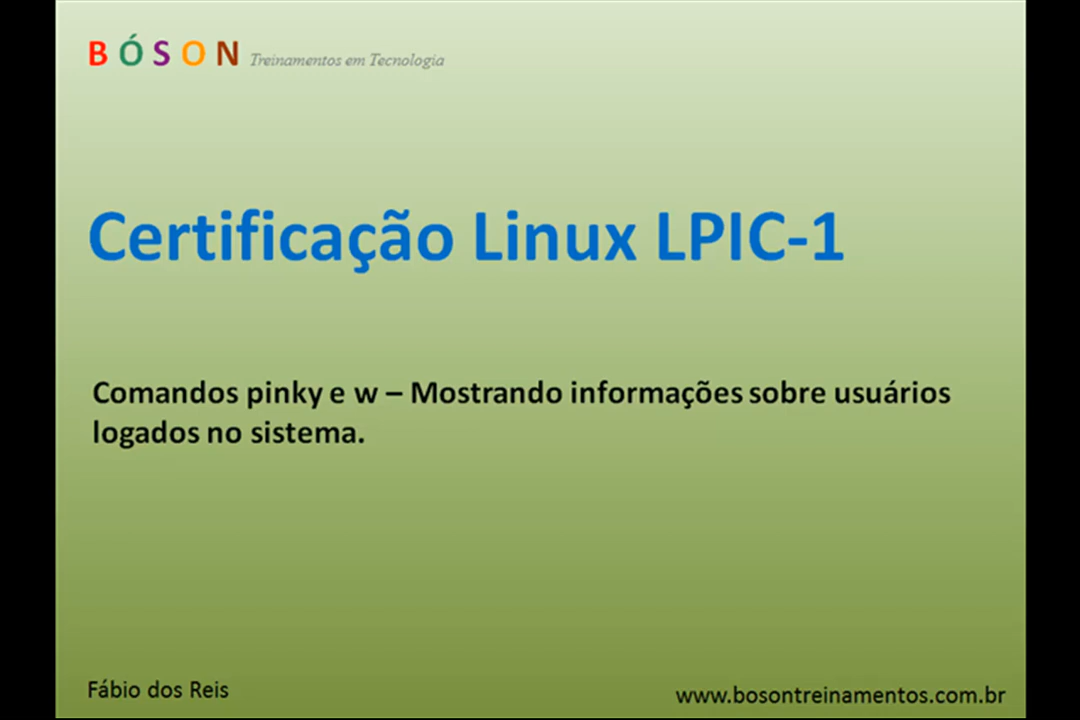 BÓSON Treinamentos em Tecnologia
Certificação Linux LPIC-1
Comandos pinky e w – Mostrando informações sobre usuários
logados no sistema.
Fábio dos Reis
www.bosontreinamentos.com.br